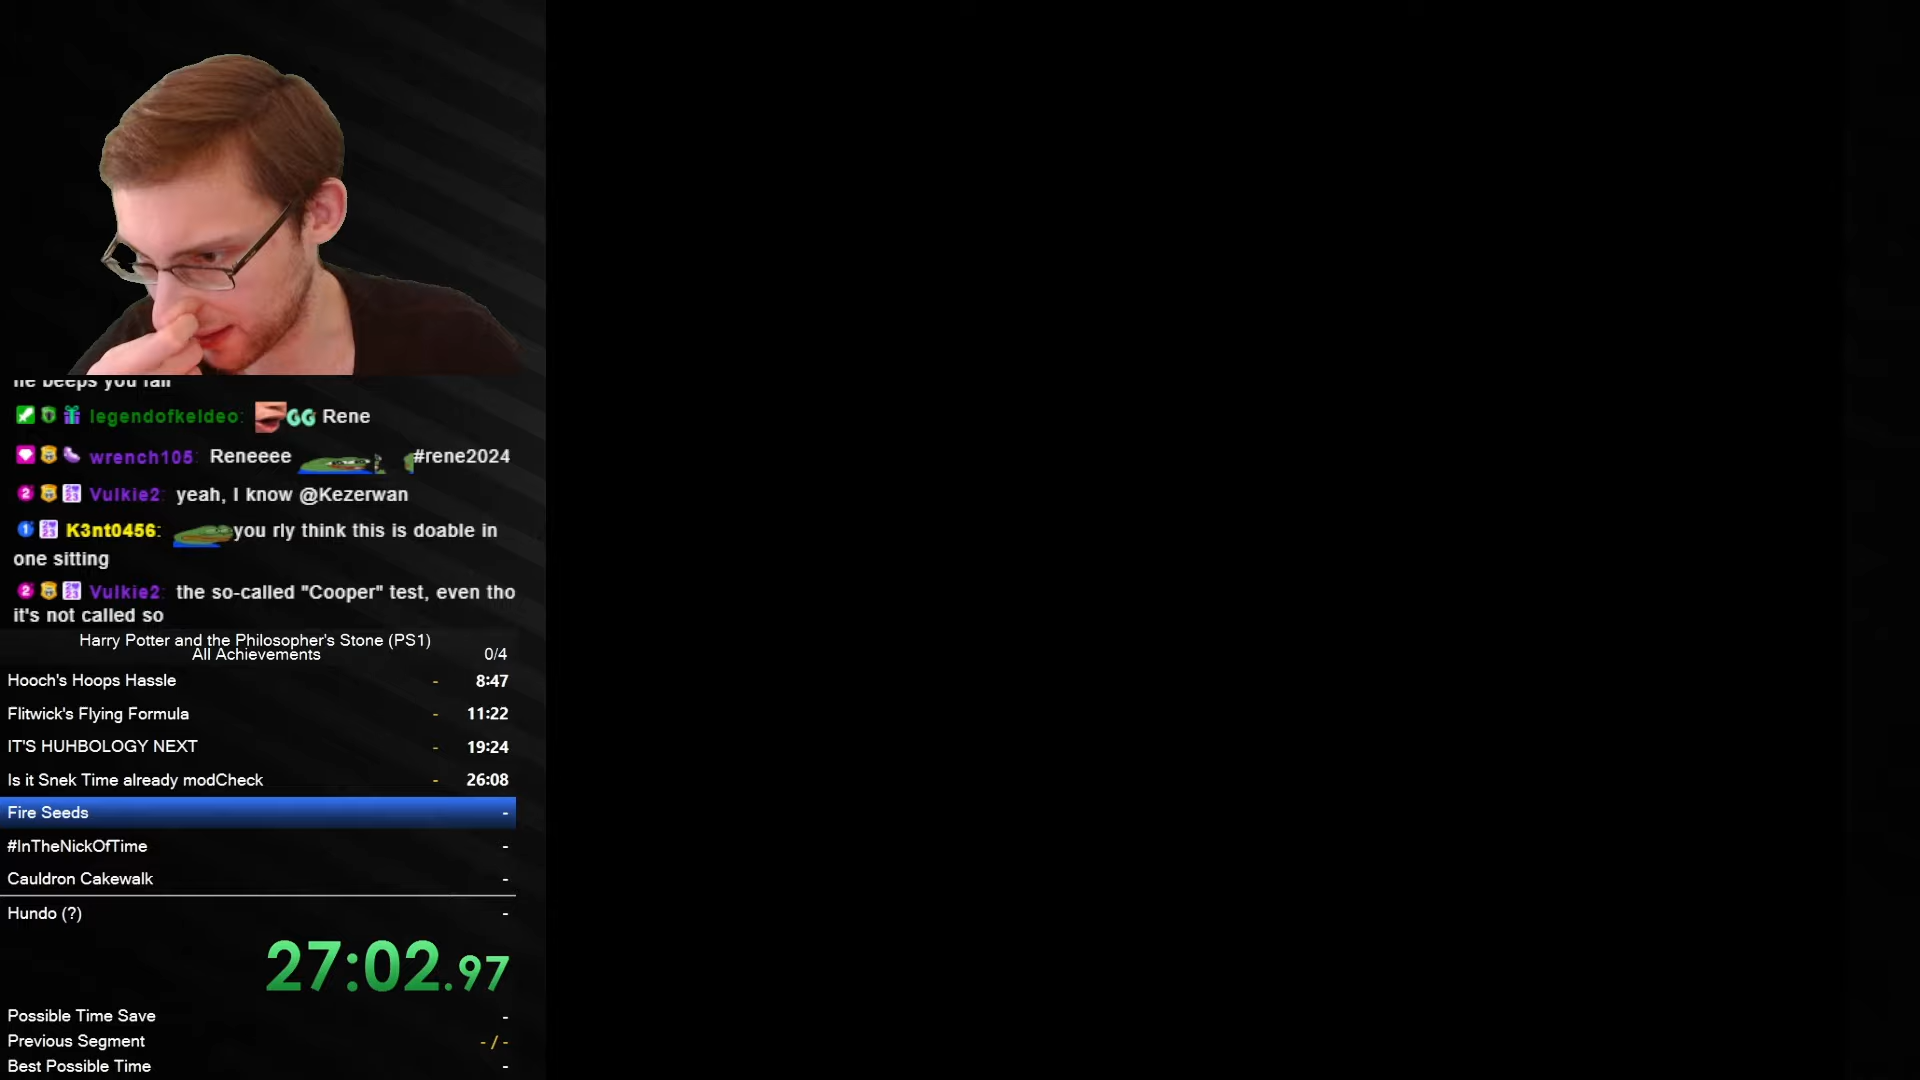 he beeps you fall
legendofkeldeo: GG Rene
wrench105: Reneeee #rene2024
Vulkie2: yeah, I know @Kezerwan
K3nt0456: you rly think this is doable in
one sitting
Vulkie2: the so-called "Cooper" test, even tho
it's not called so
Harry Potter and the Philosopher's Stone (PS1)
All Achievements 0/4
Hooch's Hoops Hassle - 8:47
Flitwick's Flying Formula - 11:22
IT'S HUHBOLOGY NEXT - 19:24
Is it Snek Time already modCheck - 26:08
Fire Seeds -
#InTheNickOfTime -
Cauldron Cakewalk -
Hundo (?) -
27:02.97
Possible Time Save -
Previous Segment - / -
Best Possible Time -